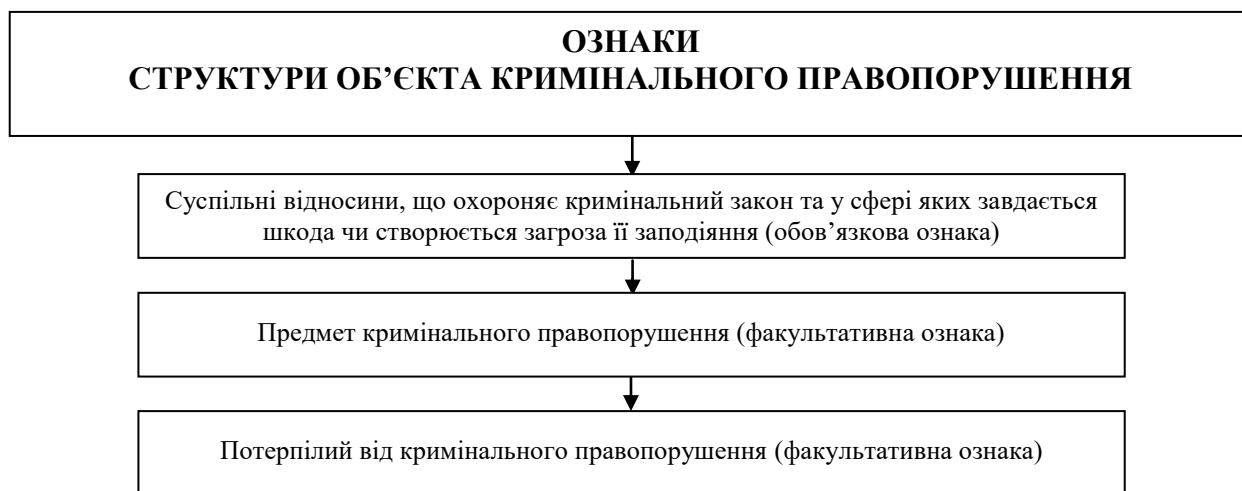 ОЗНАКИ
СТРУКТУРИ ОБ’ЄКТА КРИМІНАЛЬНОГО ПРАВОПОРУШЕННЯ
Суспільні відносини, що охороняє кримінальний закон та у сфері яких завдається
шкода чи створюється загроза її заподіяння (обов’язкова ознака)
Предмет кримінального правопорушення (факультативна ознака)
Потерпілий від кримінального правопорушення (факультативна ознака)